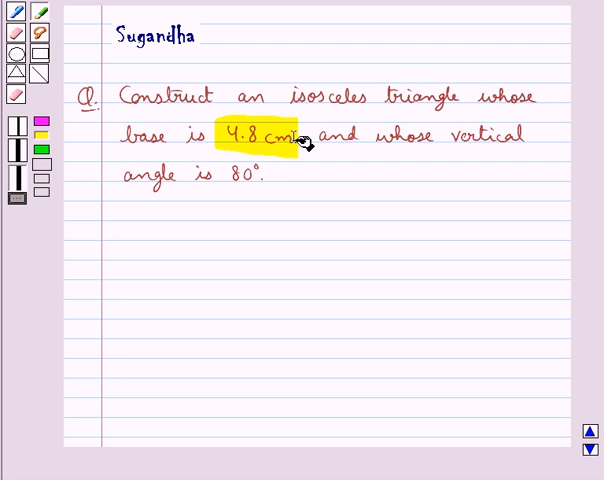 Sugandha
Q. Construct an isosceles triangle whose
base is 4.8 cm and whose vertical
angle is 80°.